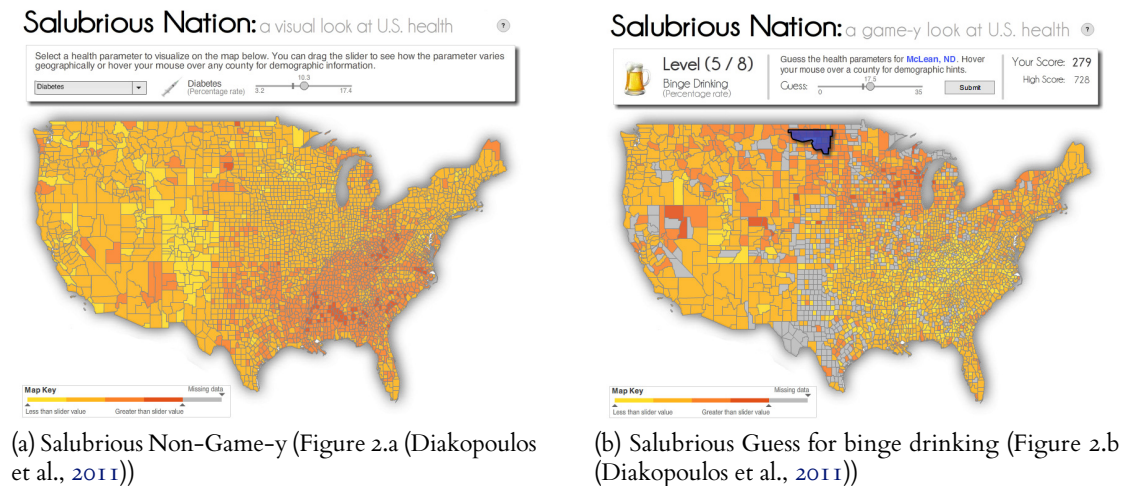 Salubrious Nation: a visual look at U.S. health ?
Select a health parameter to visualize on the map below. You can drag the slider to see how the parameter varies
geographically or hover your mouse over any county for demographic information.
Diabetes
Diabetes
(Percentage rate)
10.3
3.2 17.4
Map Key Missing data
Less than slider value Greater than slider value
(a) Salubrious Non-Game-y (Figure 2.a (Diakopoulos
et al., 2011))
Salubrious Nation: a game-y look at U.S. health ?
Level (5 / 8)
Binge Drinking
(Percentage rate)
Guess the health parameters for McLean, ND. Hover
your mouse over a county for demographic hints.
17.5
Guess:
0 35
Submit
Your Score: 279
High Score: 728
Map Key Missing data
Less than slider value Greater than slider value
(b) Salubrious Guess for binge drinking (Figure 2.b
(Diakopoulos et al., 2011))